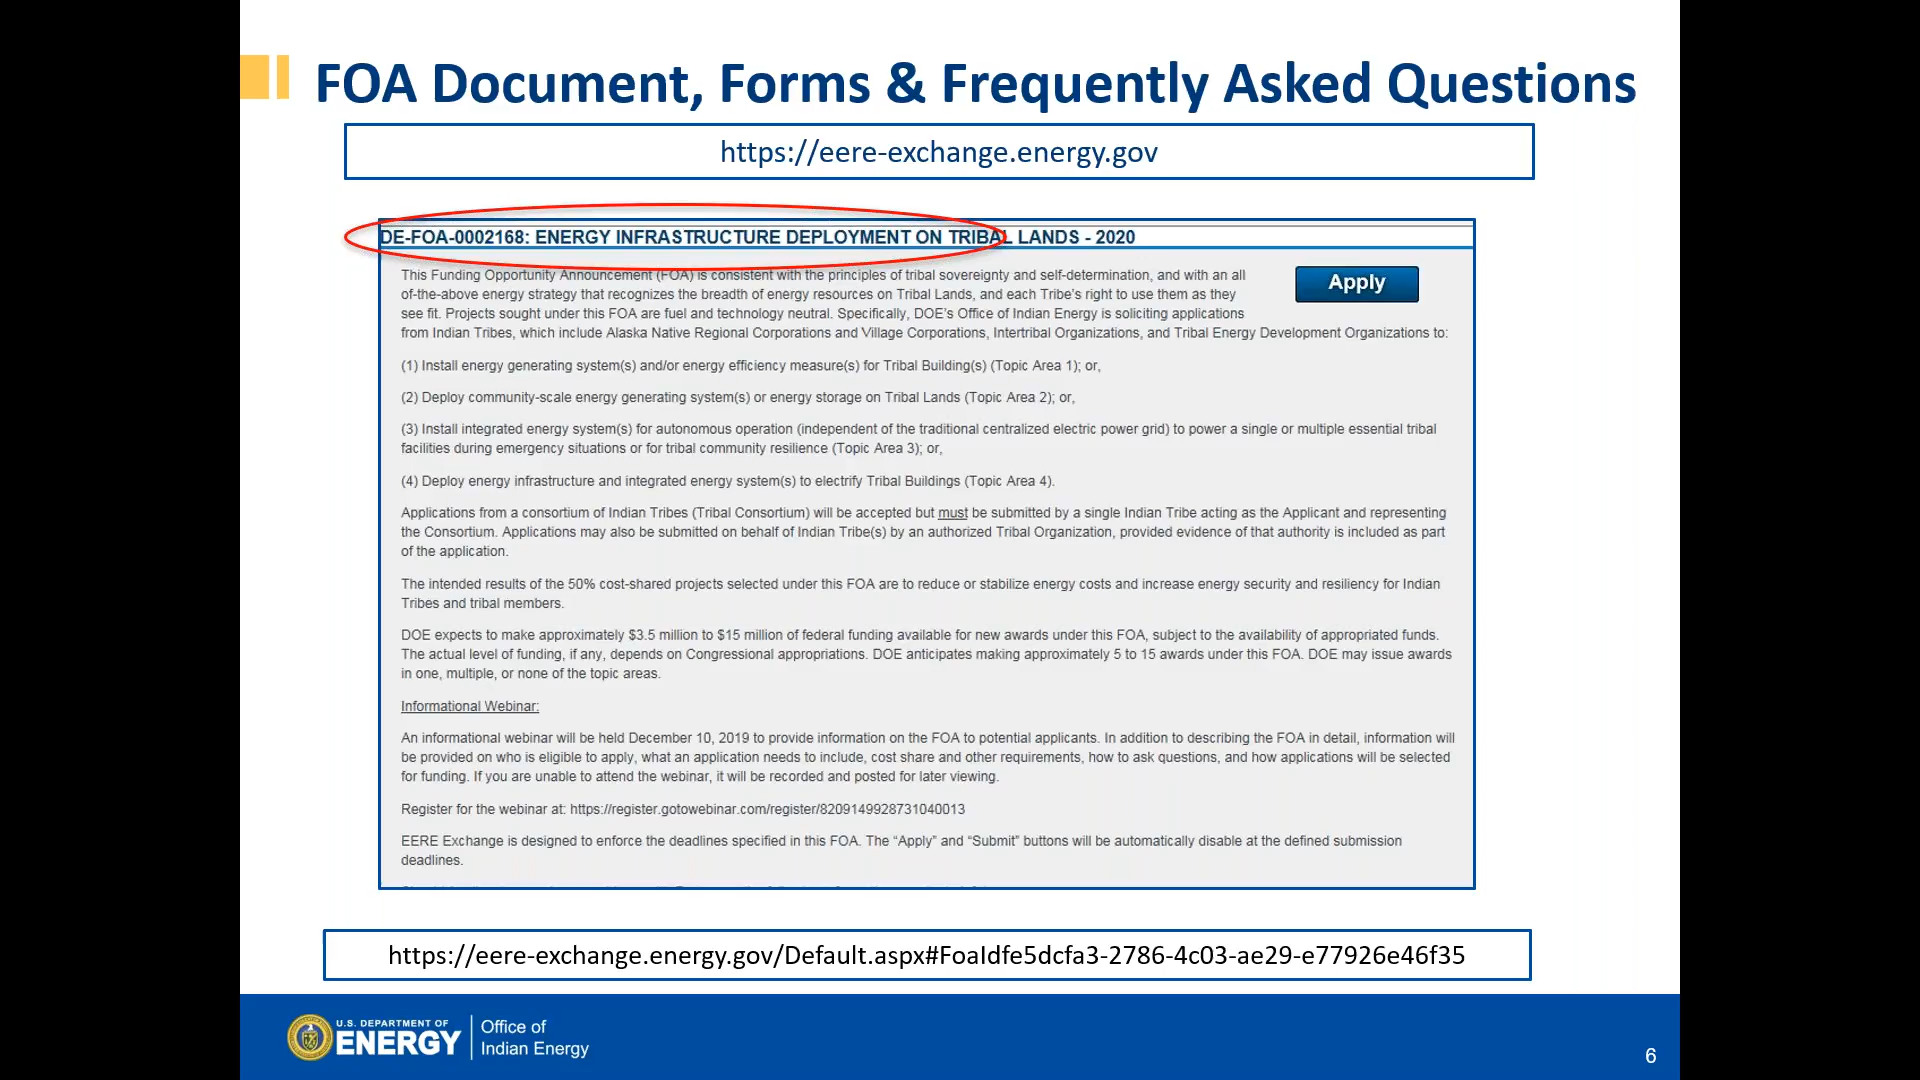 FOA Document, Forms & Frequently Asked Questions
https://eere-exchange.energy.gov
DE-FOA-0002168: ENERGY INFRASTRUCTURE DEPLOYMENT ON TRIBAL LANDS - 2020
This Funding Opportunity Announcement (FOA) is consistent with the principles of tribal sovereignty and self-determination, and with an all
of-the-above energy strategy that recognizes the breadth of energy resources on Tribal Lands, and each Tribe's right to use them as they
see fit. Projects sought under this FOA are fuel and technology neutral. Specifically, DOE's Office of Indian Energy is soliciting applications
from Indian Tribes, which include Alaska Native Regional Corporations and Village Corporations, Intertribal Organizations, and Tribal Energy Development Organizations to:
Apply
(1) Install energy generating system(s) and/or energy efficiency measure(s) for Tribal Building(s) (Topic Area 1); or,
(2) Deploy community-scale energy generating system(s) or energy storage on Tribal Lands (Topic Area 2); or,
(3) Install integrated energy system(s) for autonomous operation (independent of the traditional centralized electric power grid) to power a single or multiple essential tribal
facilities during emergency situations or for tribal community resilience (Topic Area 3); or,
(4) Deploy energy infrastructure and integrated energy system(s) to electrify Tribal Buildings (Topic Area 4).
Applications from a consortium of Indian Tribes (Tribal Consortium) will be accepted but must be submitted by a single Indian Tribe acting as the Applicant and representing
the Consortium. Applications may also be submitted on behalf of Indian Tribe(s) by an authorized Tribal Organization, provided evidence of that authority is included as part
of the application.
The intended results of the 50% cost-shared projects selected under this FOA are to reduce or stabilize energy costs and increase energy security and resiliency for Indian
Tribes and tribal members.
DOE expects to make approximately $3.5 million to $15 million of federal funding available for new awards under this FOA, subject to the availability of appropriated funds.
The actual level of funding, if any, depends on Congressional appropriations. DOE anticipates making approximately 5 to 15 awards under this FOA. DOE may issue awards
in one, multiple, or none of the topic areas.
Informational Webinar:
An informational webinar will be held December 10, 2019 to provide information on the FOA to potential applicants. In addition to describing the FOA in detail, information will
be provided on who is eligible to apply, what an application needs to include, cost share and other requirements, how to ask questions, and how applications will be selected
for funding. If you are unable to attend the webinar, it will be recorded and posted for later viewing.
Register for the webinar at: https://register.gotowebinar.com/register/8209149928731040013
EERE Exchange is designed to enforce the deadlines specified in this FOA. The “Apply” and “Submit” buttons will be automatically disable at the defined submission
deadlines.
https://eere-exchange.energy.gov/Default.aspx#FoaIdfe5dcfa3-2786-4c03-ae29-e77926e46f35
U.S. DEPARTMENT OF
ENERGY
Office of
Indian Energy
6